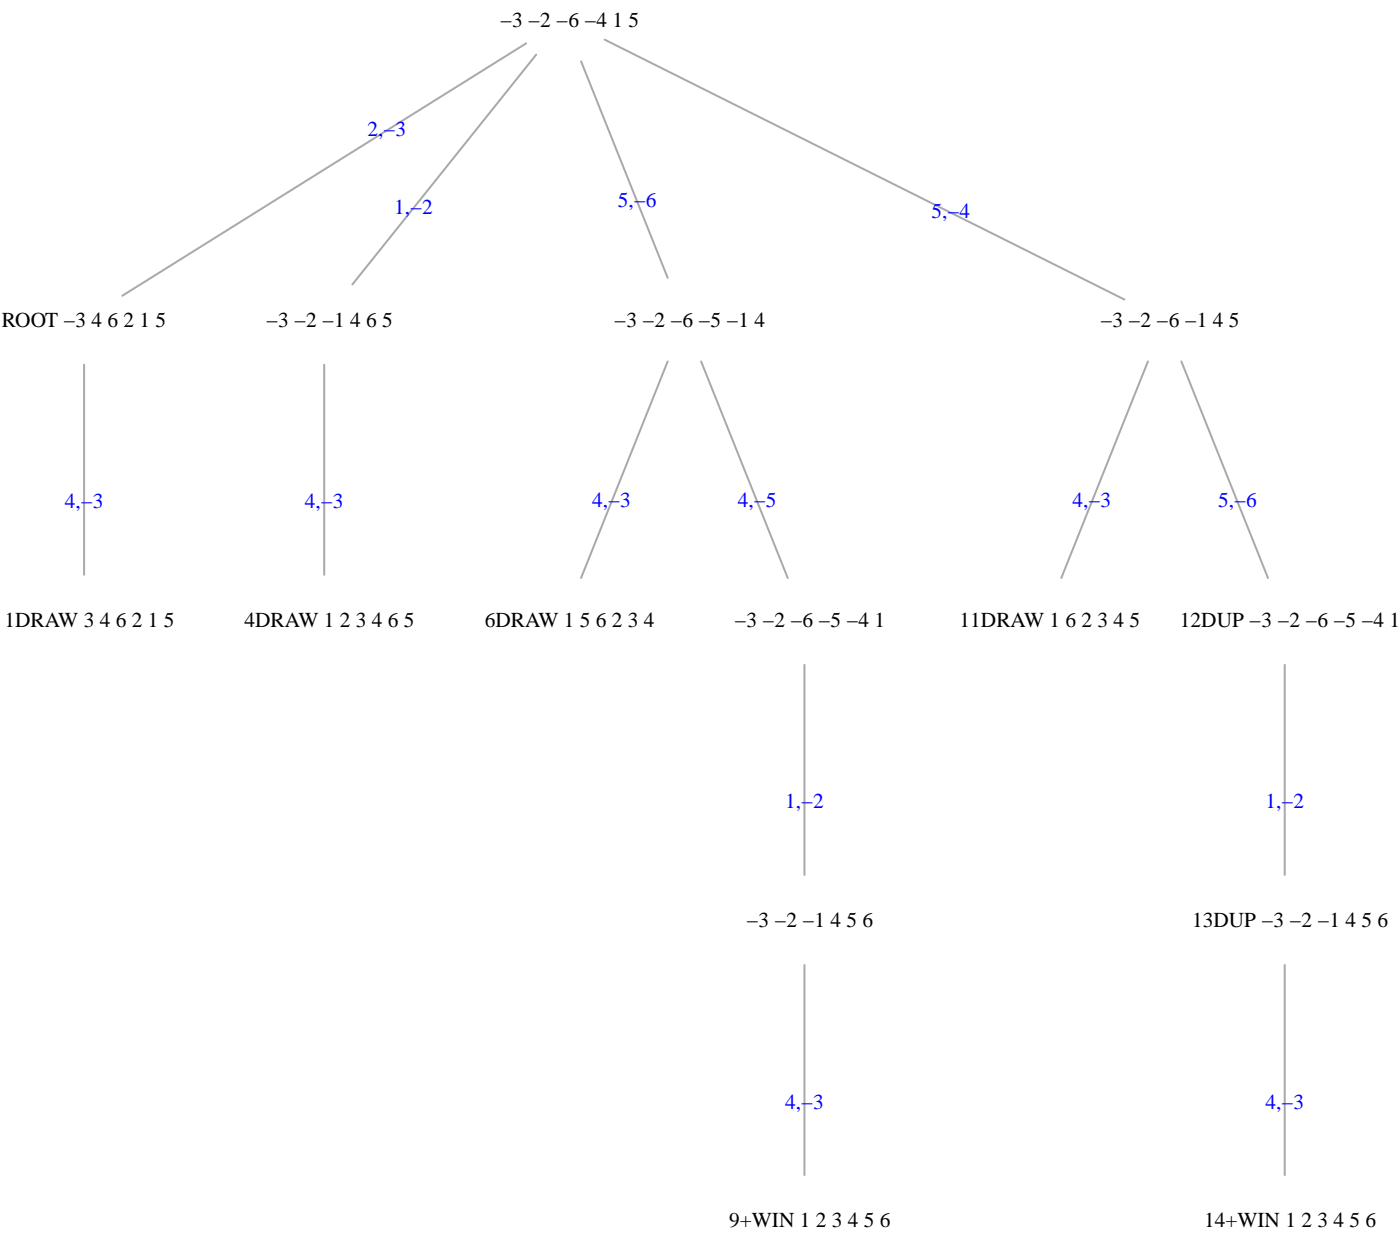 −3 −2 −6 −4 1 5
2,−3
1,−2
5,−6
5,−4
ROOT −3 4 6 2 1 5
−3 −2 −1 4 6 5
−3 −2 −6 −5 −1 4
−3 −2 −6 −1 4 5
4,−3
4,−3
4,−3
4,−5
4,−3
5,−6
1DRAW 3 4 6 2 1 5
4DRAW 1 2 3 4 6 5
6DRAW 1 5 6 2 3 4
−3 −2 −6 −5 −4 1
11DRAW 1 6 2 3 4 5
12DUP −3 −2 −6 −5 −4 1
1,−2
1,−2
−3 −2 −1 4 5 6
13DUP −3 −2 −1 4 5 6
4,−3
4,−3
9+WIN 1 2 3 4 5 6
14+WIN 1 2 3 4 5 6